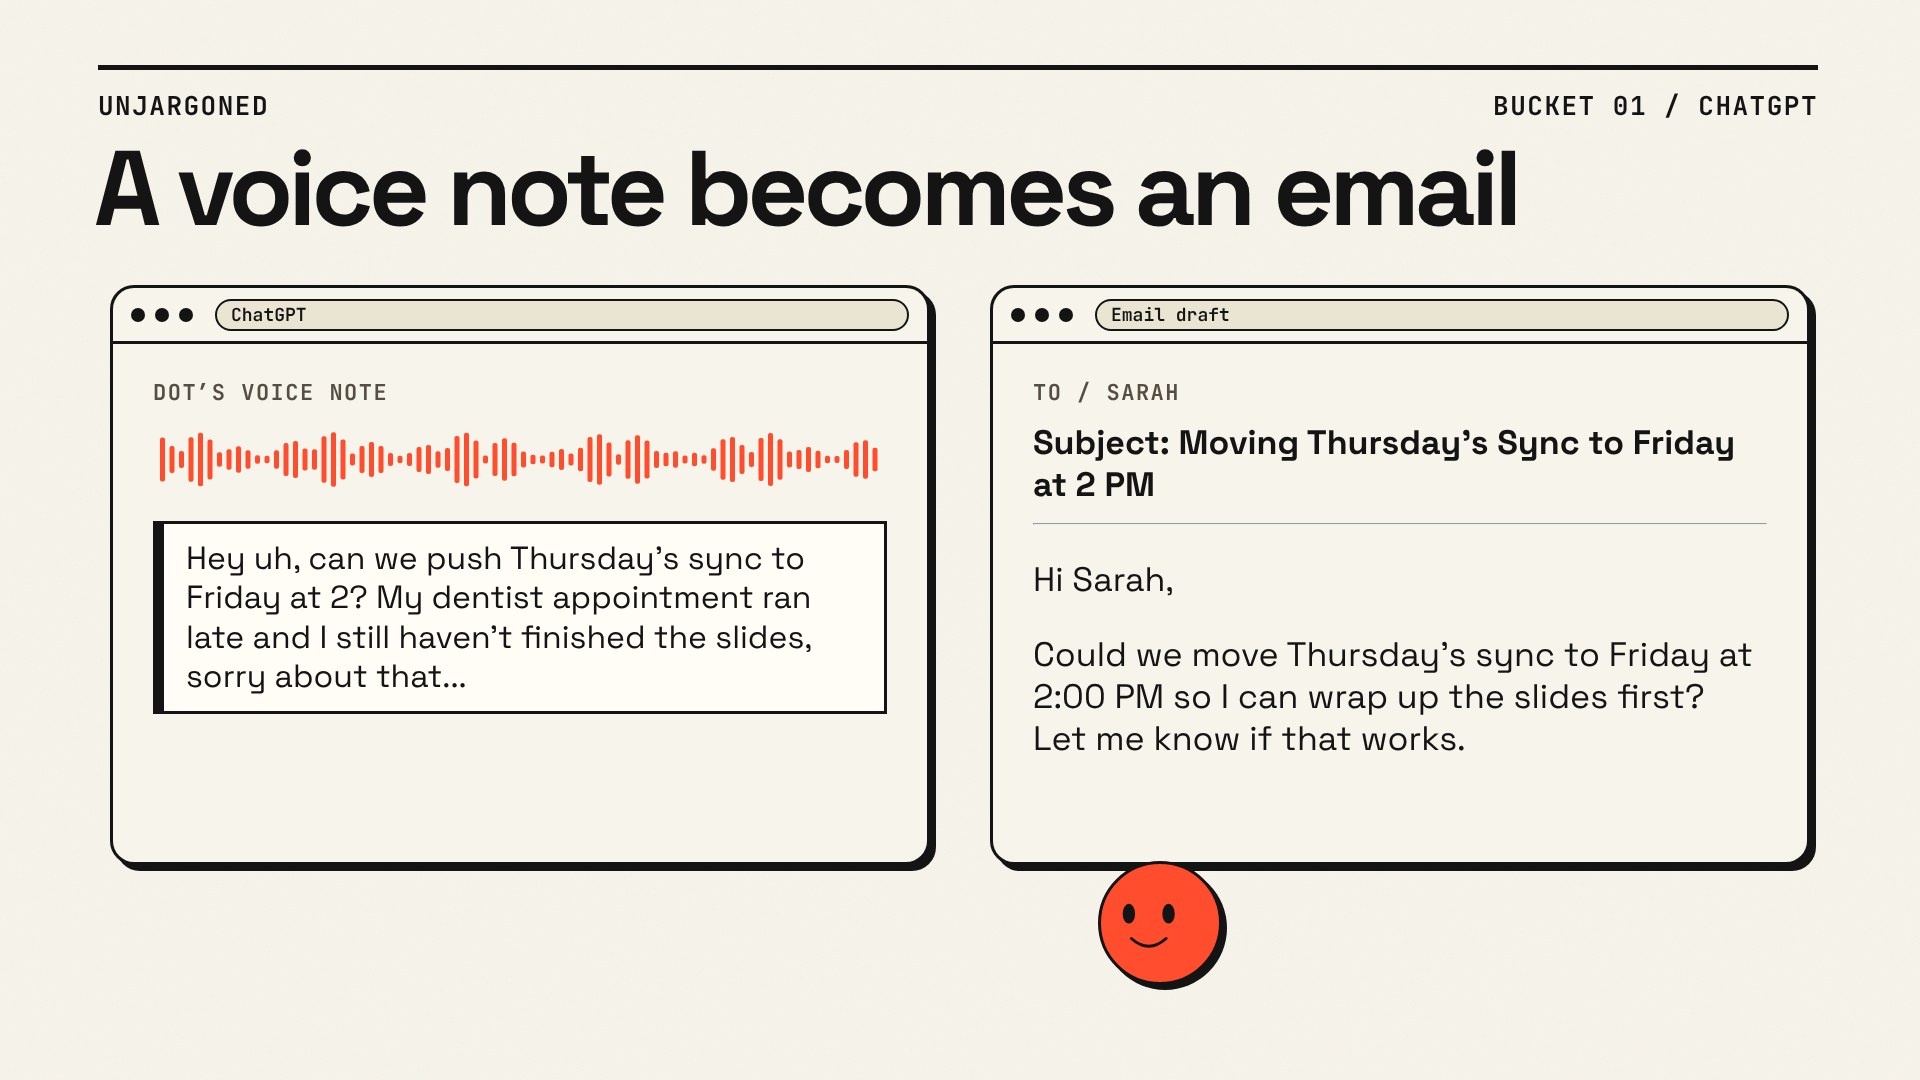 UNJARGONED
BUCKET 01 / CHATGPT
A voice note becomes an email
ChatGPT
DOT’S VOICE NOTE
Hey uh, can we push Thursday’s sync to
Friday at 2? My dentist appointment ran
late and I still haven’t finished the slides,
sorry about that...
Email draft
TO / SARAH
Subject: Moving Thursday’s Sync to Friday
at 2 PM
Hi Sarah,
Could we move Thursday’s sync to Friday at
2:00 PM so I can wrap up the slides first?
Let me know if that works.